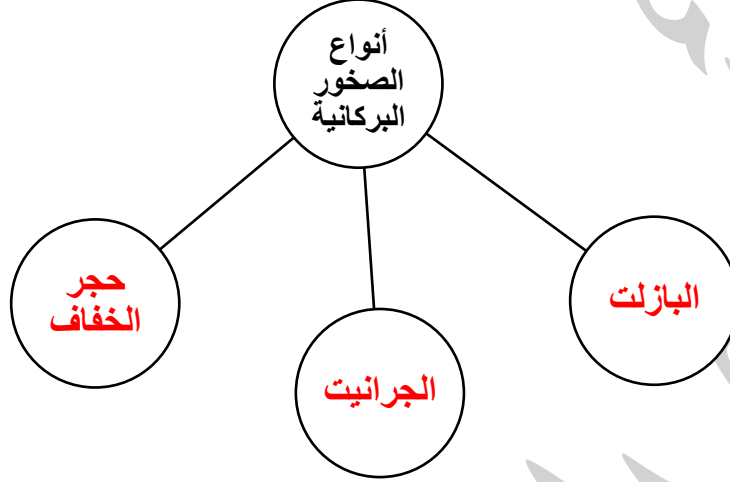 أنواع
الصخور
البركانية
البازلت
الجرانيت
حجر
الخفاف